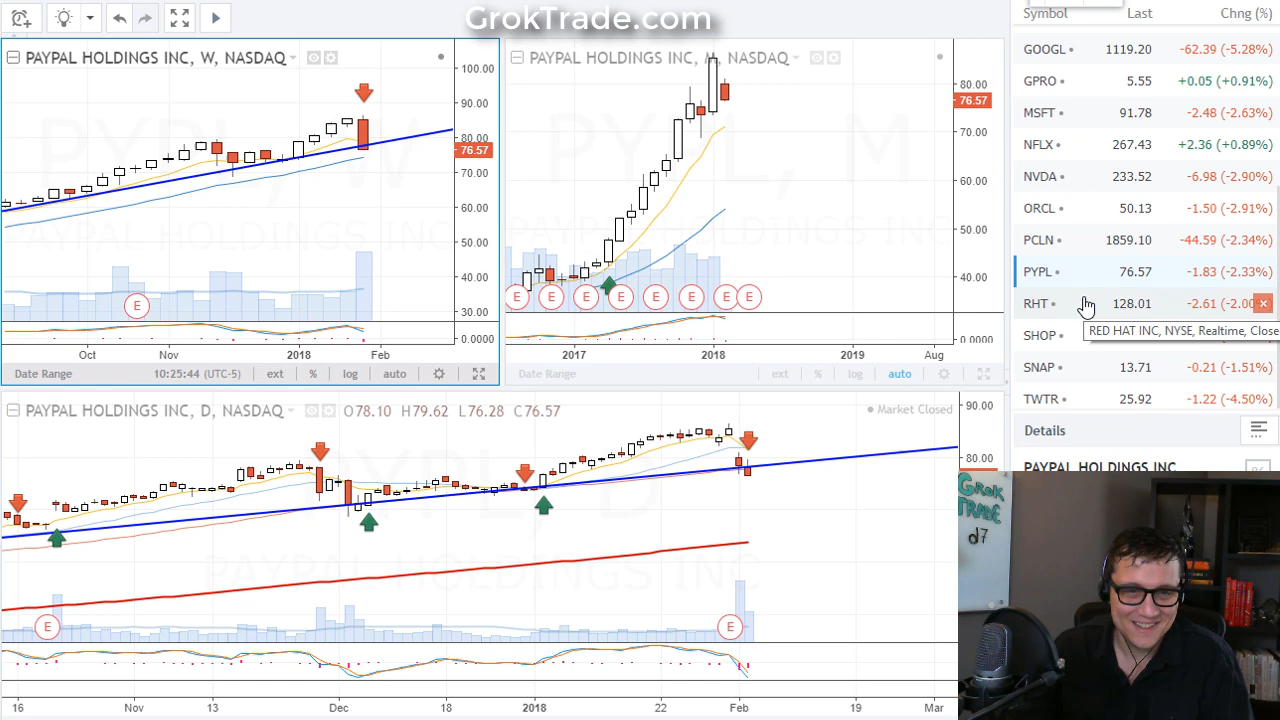 GrokTrade.com
PAYPAL HOLDINGS INC, W, NASDAQ
100.00
90.00
80.00
76.57
70.00
60.00
50.00
40.00
30.00
0.0000
E
Oct Nov 2018 Feb
Date Range 10:25:44 (UTC-5) ext % log auto
PAYPAL HOLDINGS INC, M, NASDAQ
80.00
76.57
70.00
60.00
50.00
40.00
E E E E E E E E
0.0000
2017 2018 2019 Aug
Date Range ext % log auto
PAYPAL HOLDINGS INC, D, NASDAQ O78.10 H79.62 L76.28 C76.57
Market Closed
90.00
80.00
E E
16 Nov 13 Dec 18 2018 22 Feb 19 Mar
Symbol Last Chng (%)
GOOGL 1119.20 -62.39 (-5.28%)
GPRO 5.55 +0.05 (+0.91%)
MSFT 91.78 -2.48 (-2.63%)
NFLX 267.43 +2.36 (+0.89%)
NVDA 233.52 -6.98 (-2.90%)
ORCL 50.13 -1.50 (-2.91%)
PCLN 1859.10 -44.59 (-2.34%)
PYPL 76.57 -1.83 (-2.33%)
RHT 128.01 -2.61 (-2.00
RED HAT INC, NYSE, Realtime, Close
SHOP
SNAP 13.71 -0.21 (-1.51%)
TWTR 25.92 -1.22 (-4.50%)
Details
PAYPAL HOLDINGS INC
GROK
TRADE
d7